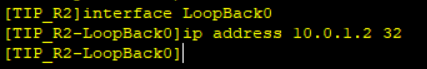 [TIP_R2]interface LoopBack0
[TIP_R2-LoopBack0]ip address 10.0.1.2 32
[TIP_R2-LoopBack0]